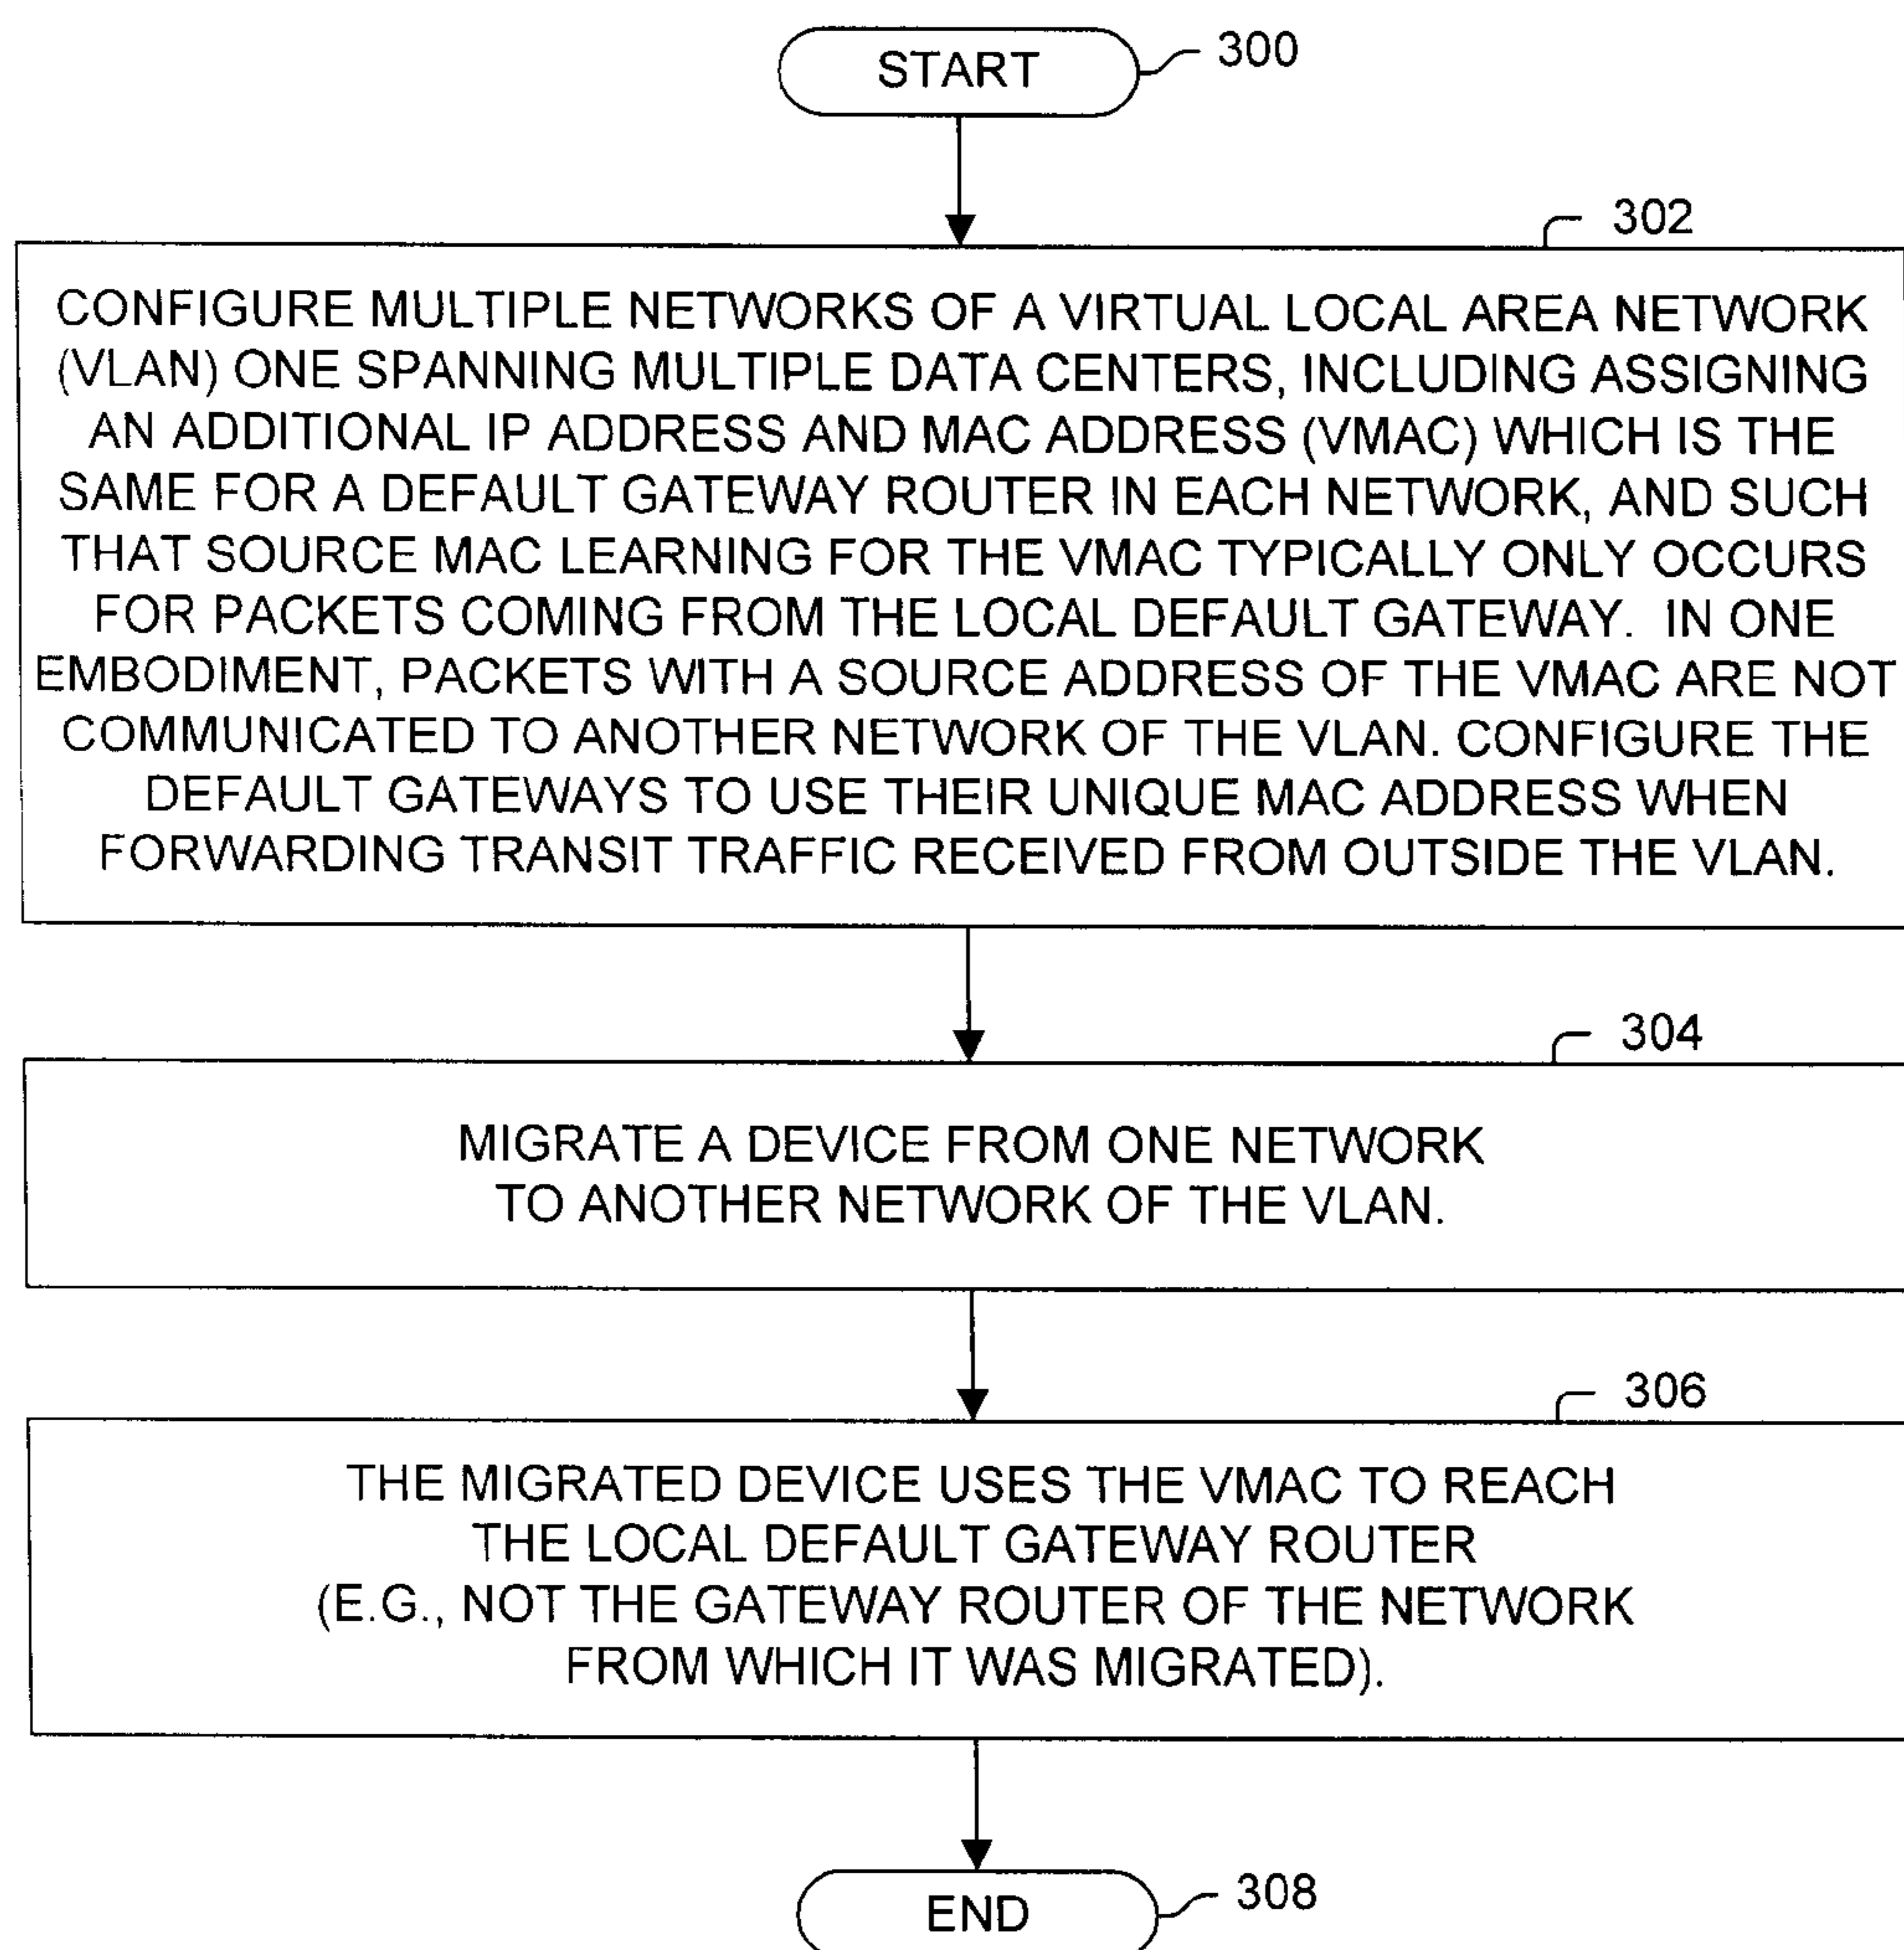 START
300
302
CONFIGURE MULTIPLE NETWORKS OF A VIRTUAL LOCAL AREA NETWORK
(VLAN) ONE SPANNING MULTIPLE DATA CENTERS, INCLUDING ASSIGNING
AN ADDITIONAL IP ADDRESS AND MAC ADDRESS (VMAC) WHICH IS THE
SAME FOR A DEFAULT GATEWAY ROUTER IN EACH NETWORK, AND SUCH
THAT SOURCE MAC LEARNING FOR THE VMAC TYPICALLY ONLY OCCURS
FOR PACKETS COMING FROM THE LOCAL DEFAULT GATEWAY. IN ONE
EMBODIMENT, PACKETS WITH A SOURCE ADDRESS OF THE VMAC ARE NOT
COMMUNICATED TO ANOTHER NETWORK OF THE VLAN. CONFIGURE THE
DEFAULT GATEWAYS TO USE THEIR UNIQUE MAC ADDRESS WHEN
FORWARDING TRANSIT TRAFFIC RECEIVED FROM OUTSIDE THE VLAN.
304
MIGRATE A DEVICE FROM ONE NETWORK
TO ANOTHER NETWORK OF THE VLAN.
306
THE MIGRATED DEVICE USES THE VMAC TO REACH
THE LOCAL DEFAULT GATEWAY ROUTER
(E.G., NOT THE GATEWAY ROUTER OF THE NETWORK
FROM WHICH IT WAS MIGRATED).
END
308